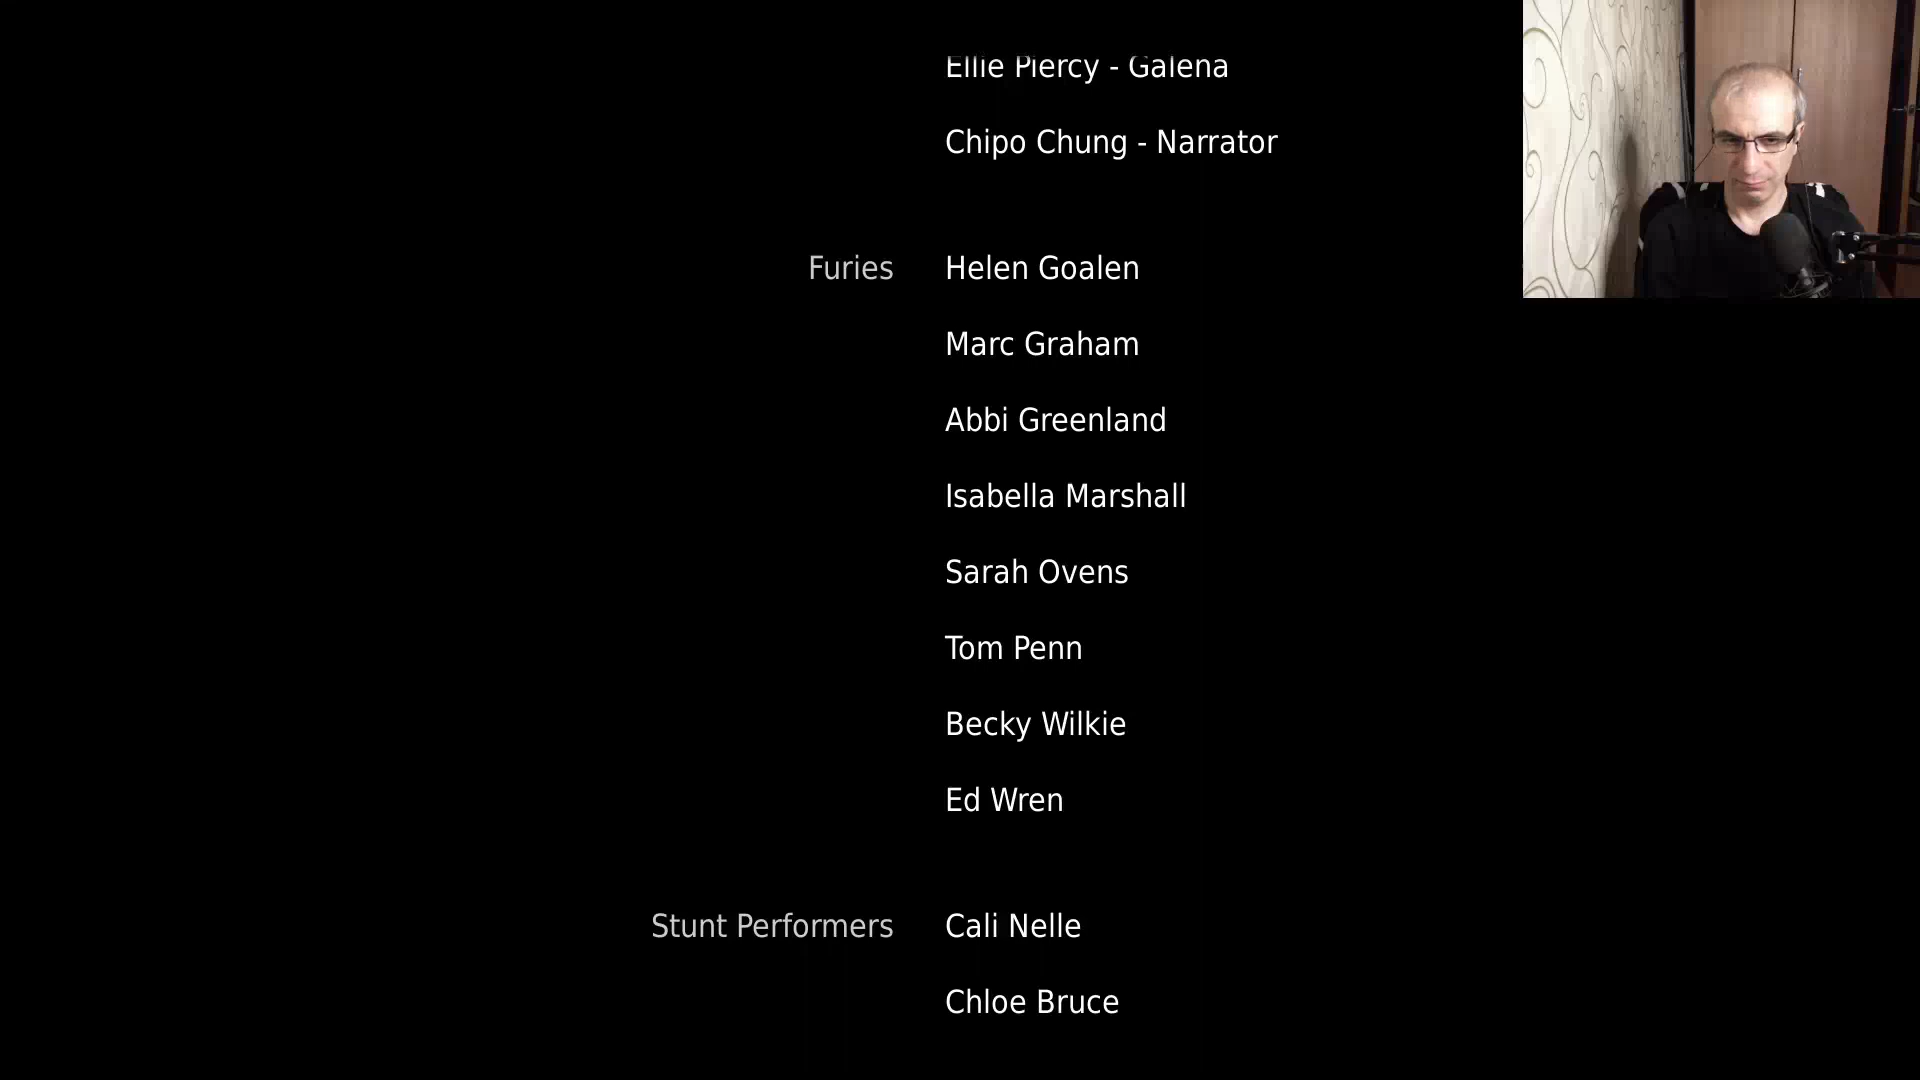 Ellie Piercy - Galena
Chipo Chung - Narrator
Furies Helen Goalen
Marc Graham
Abbi Greenland
Isabella Marshall
Sarah Ovens
Tom Penn
Becky Wilkie
Ed Wren
Stunt Performers Cali Nelle
Chloe Bruce